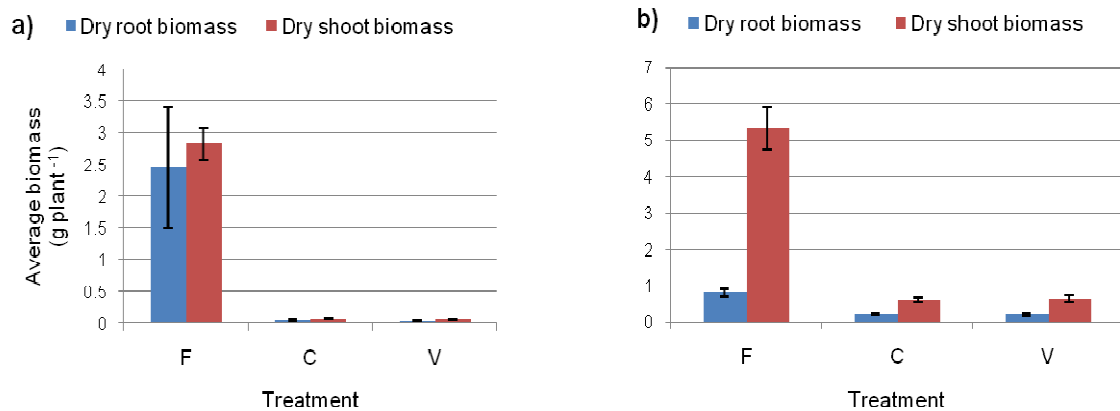 a) Dry root biomass Dry shoot biomass
Average biomass
(g plant -1)
4
3.5
3
2.5
2
1.5
1
0.5
0
F C V
Treatment
b) Dry root biomass Dry shoot biomass
7
6
5
4
3
2
1
0
F C V
Treatment